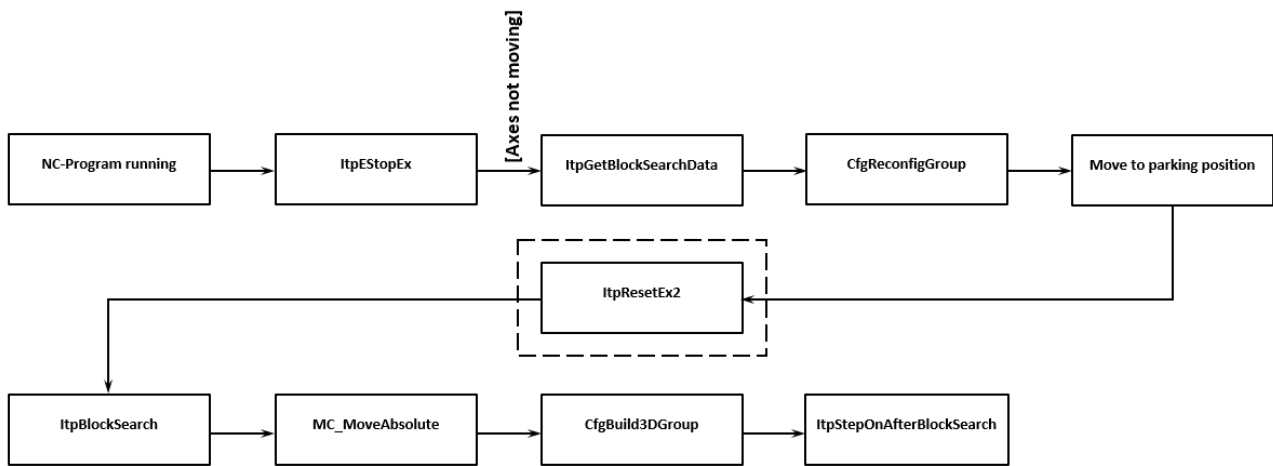 NC-Program running
ItpEStopEx
[Axes not moving]
ItpGetBlockSearchData
CfgReconfigGroup
Move to parking position
ItpResetEx2
ItpBlockSearch
MC_MoveAbsolute
CfgBuild3DGroup
ItpStepOnAfterBlockSearch